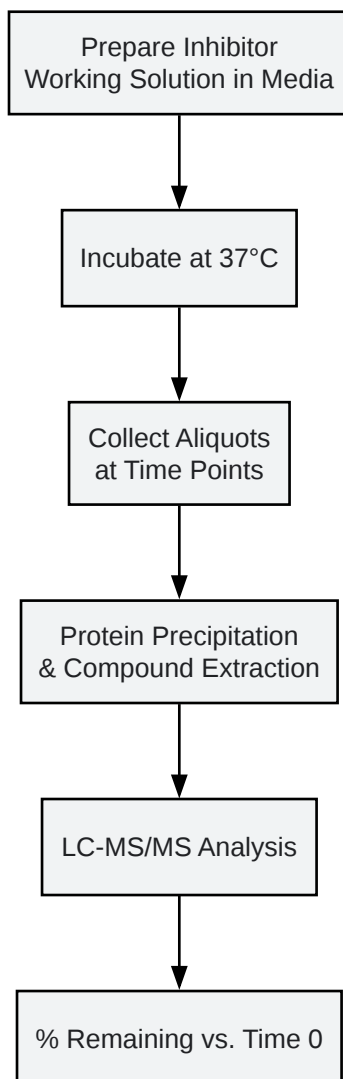 Prepare Inhibitor
Working Solution in Media
Incubate at 37°C
Collect Aliquots
at Time Points
Protein Precipitation
& Compound Extraction
LC-MS/MS Analysis
% Remaining vs. Time 0